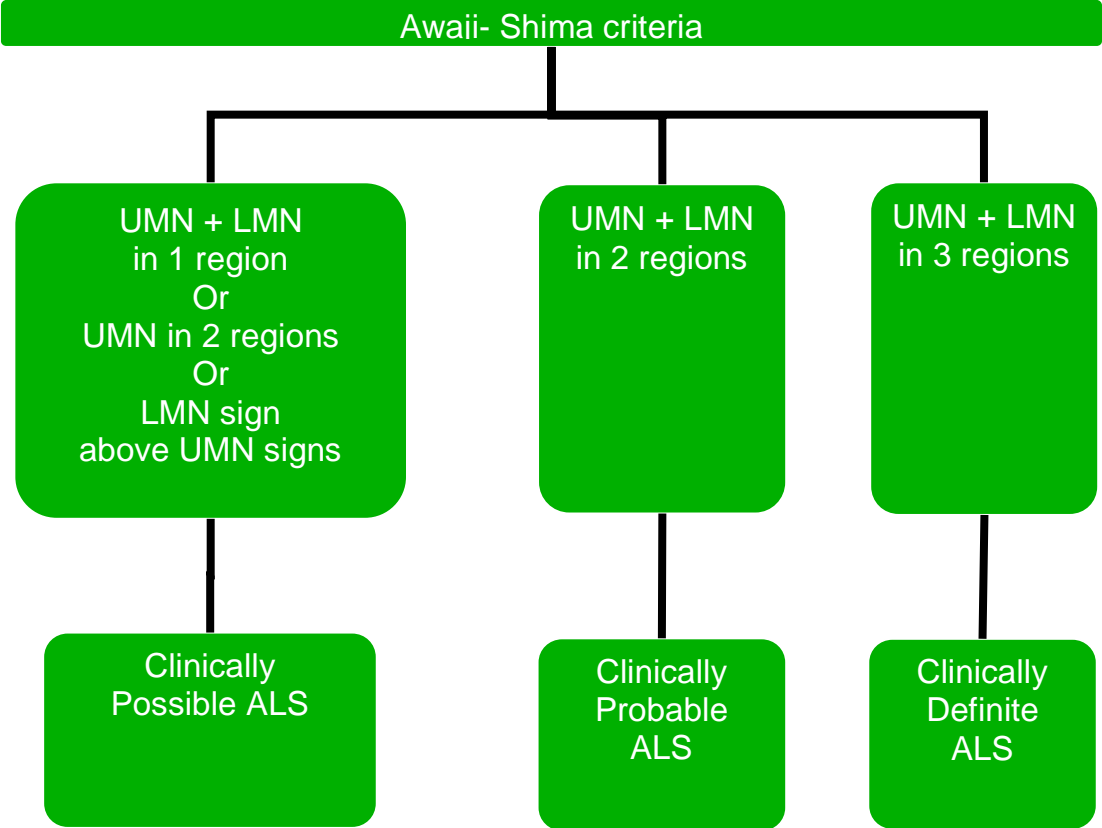 Awaji- Shima criteria
UMN + LMN
in 1 region
Or
UMN in 2 regions
Or
LMN sign
above UMN signs
UMN + LMN
in 2 regions
UMN + LMN
in 3 regions
Clinically
Possible ALS
Clinically
Probable
ALS
Clinically
Definite
ALS